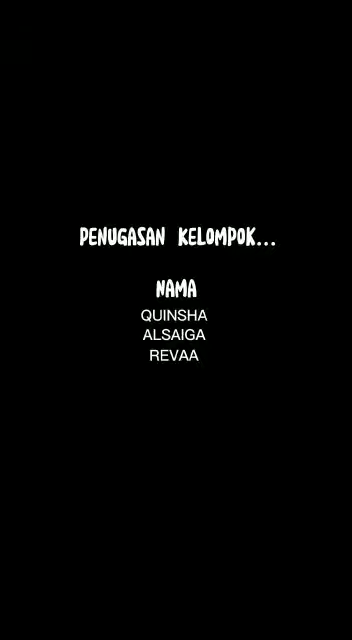 PENUGASAN KELOMPOK...
NAMA
QUINSHA
ALSAIGA
REVAA